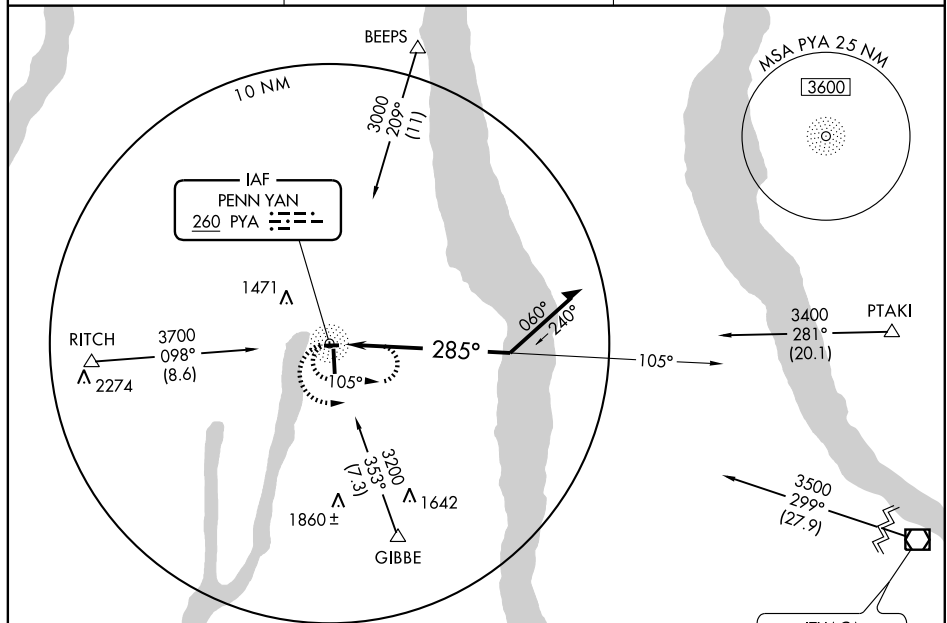 BEEPS
10 NM
3000
209°
(11)
MSA PYA 25 NM
3600
IAF
PENN YAN
260 PYA
1471
RITCH
3700
098°
(8.6)
2274
285°
060°
240°
105°
105°
3400
281°
(20.1)
PTAKI
3200
353°
(7.3)
1860 ±
1642
GIBBE
3500
299°
(27.9)